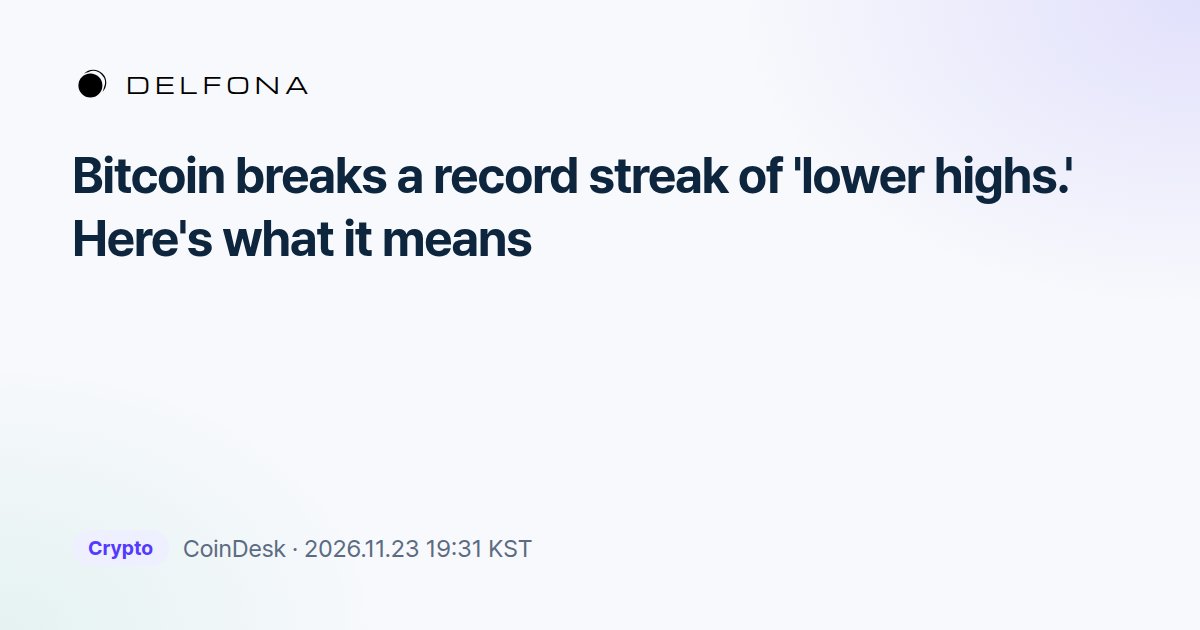 DELFONA
Bitcoin breaks a record streak of 'lower highs.'
Here's what it means
Crypto CoinDesk · 2026.11.23 19:31 KST